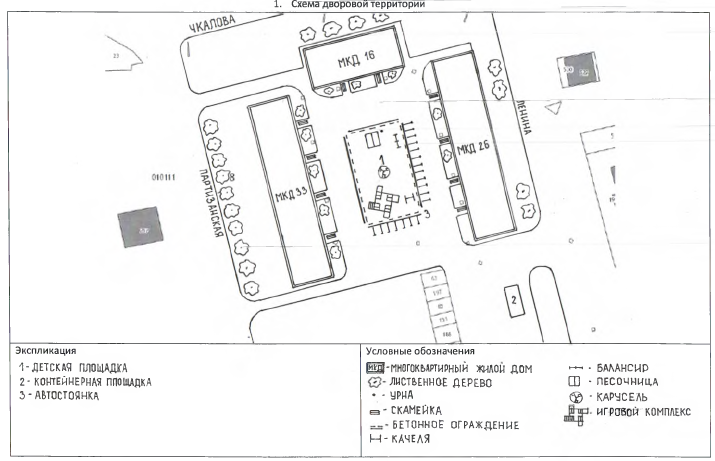 1. Схема дворовой территории
ЧКАЛОВА
МКД 16
ЛЕНИНА
МКД 26
1
МКД 33
010111
ПАРТИЗАНСКАЯ
3
2
Экспликация
1 - ДЕТСКАЯ ПЛОЩАДКА
2 - КОНТЕЙНЕРНАЯ ПЛОЩАДКА
3 - АВТОСТОЯНКА
Условные обозначения
МКД - МНОГОКВАРТИРНЫЙ ЖИЛОЙ ДОМ
- ЛИСТВЕННОЕ ДЕРЕВО
- УРНА
- СКАМЕЙКА
- БЕТОННОЕ ОГРАЖДЕНИЕ
- КАЧЕЛЯ
- БАЛАНСИР
- ПЕСОЧНИЦА
- КАРУСЕЛЬ
- ИГРОВОЙ КОМПЛЕКС